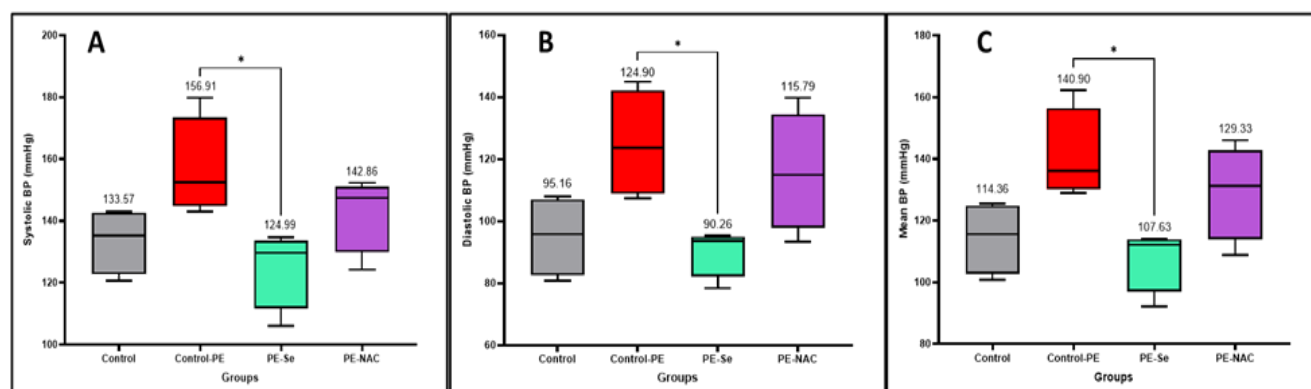 A
Systolic BP (mmHg)
200
180
160
140
120
100
*
156.91
133.57
124.99
142.86
Control Control-PE PE-Se PE-NAC
Groups
B
Diastolic BP (mmHg)
160
140
120
100
80
60
*
124.90
95.16
90.26
115.79
Control Control-PE PE-Se PE-NAC
Groups
C
Mean BP (mmHg)
180
160
140
120
100
80
*
140.90
114.36
107.63
129.33
Control Control-PE PE-Se PE-NAC
Groups